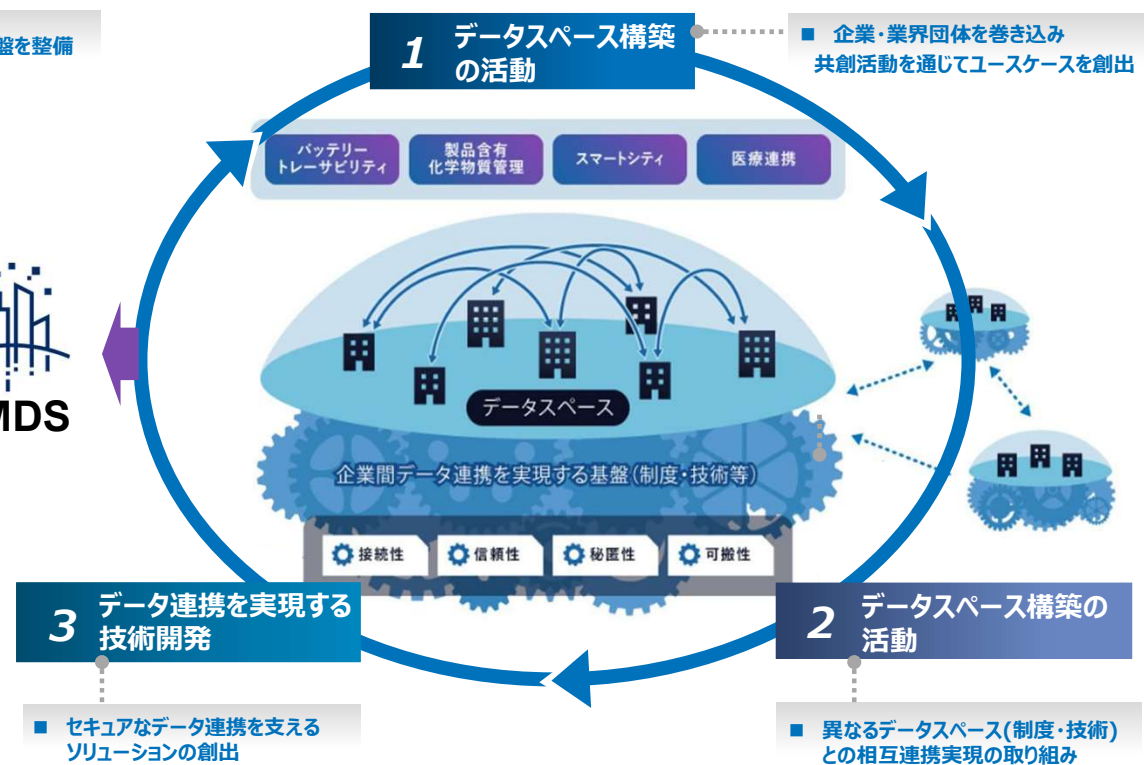 盤を整備
1 データスペース構築
の活動
■ 企業・業界団体を巻き込み
共創活動を通じてユースケースを創出
バッテリー
トレーサビリティ
製品含有
化学物質管理
スマートシティ
医療連携
MDS
データスペース
企業間データ連携を実現する基盤(制度・技術等)
接続性
信頼性
秘匿性
可搬性
3 データ連携を実現する
技術開発
2 データスペース構築の
活動
■ セキュアなデータ連携を支える
ソリューションの創出
■ 異なるデータスペース(制度・技術)
との相互連携実現の取り組み